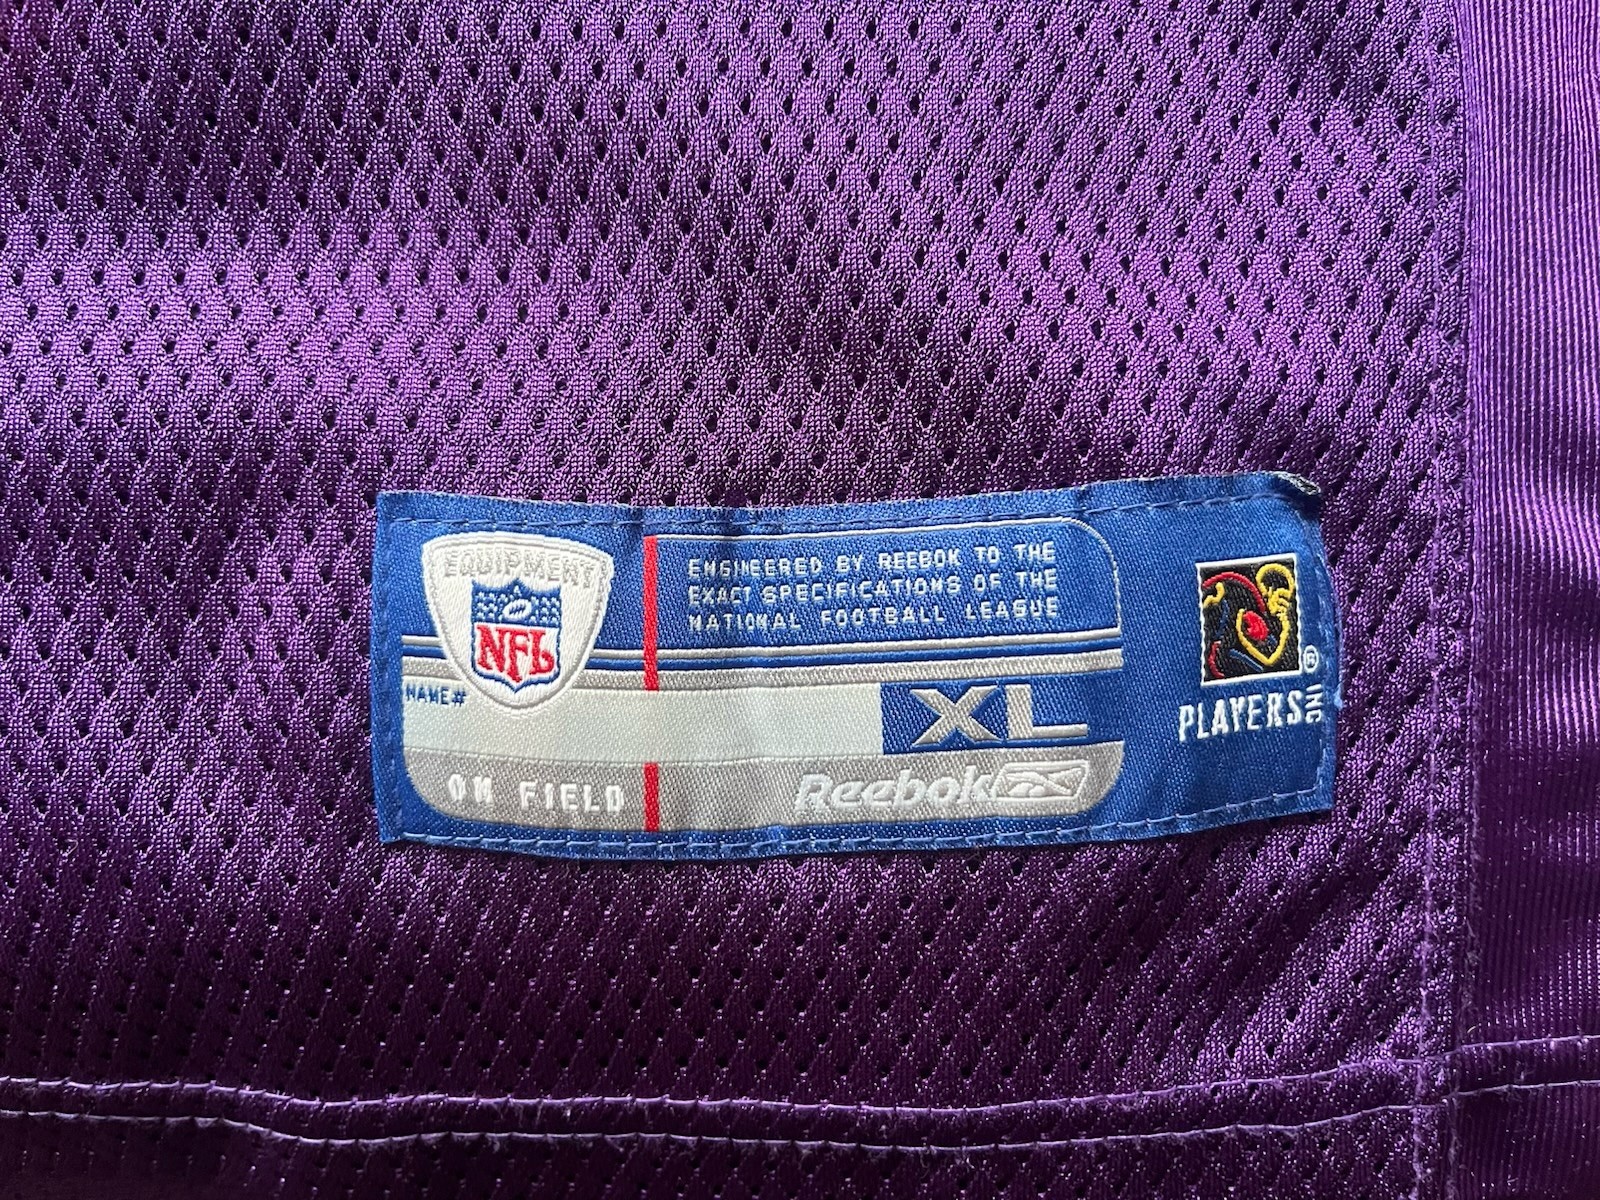 EQUIPMENT
NFL
ENGINEERED BY REEBOK TO THE
EXACT SPECIFICATIONS OF THE
NATIONAL FOOTBALL LEAGUE
NAME#
XL
ON FIELD
Reebok
®
PLAYERS INC